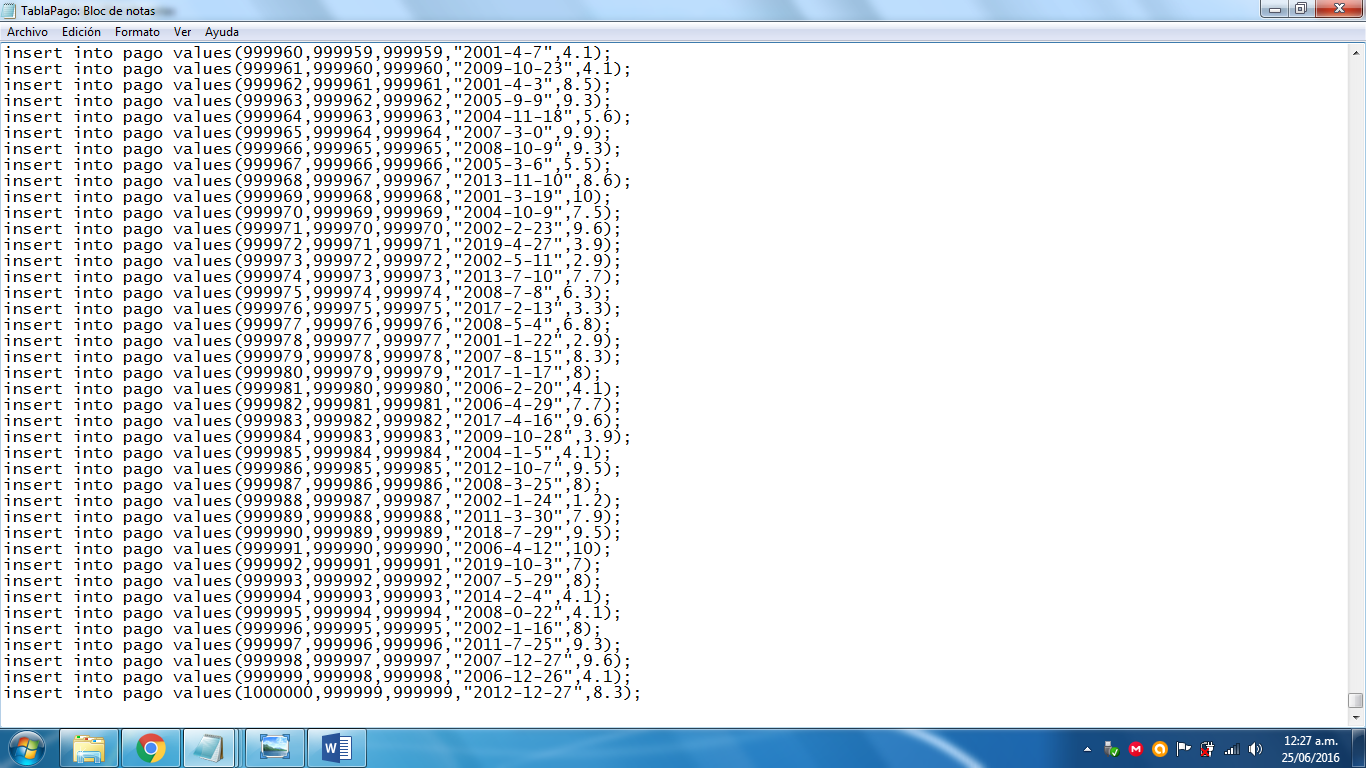 TablaPago: Bloc de notas
Archivo Edición Formato Ver Ayuda
insert into pago values(999960,999959,999959,"2001-4-7",4.1);
insert into pago values(999961,999960,999960,"2009-10-23",4.1);
insert into pago values(999962,999961,999961,"2001-4-3",8.5);
insert into pago values(999963,999962,999962,"2005-9-9",9.3);
insert into pago values(999964,999963,999963,"2004-11-18",5.6);
insert into pago values(999965,999964,999964,"2007-3-0",9.9);
insert into pago values(999966,999965,999965,"2008-10-9",9.3);
insert into pago values(999967,999966,999966,"2005-3-6",5.5);
insert into pago values(999968,999967,999967,"2013-11-10",8.6);
insert into pago values(999969,999968,999968,"2001-3-19",10);
insert into pago values(999970,999969,999969,"2004-10-9",7.5);
insert into pago values(999971,999970,999970,"2002-2-23",9.6);
insert into pago values(999972,999971,999971,"2019-4-27",3.9);
insert into pago values(999973,999972,999972,"2002-5-11",2.9);
insert into pago values(999974,999973,999973,"2013-7-10",7.7);
insert into pago values(999975,999974,999974,"2008-7-8",6.3);
insert into pago values(999976,999975,999975,"2017-2-13",3.3);
insert into pago values(999977,999976,999976,"2008-5-4",6.8);
insert into pago values(999978,999977,999977,"2001-1-22",2.9);
insert into pago values(999979,999978,999978,"2007-8-15",8.3);
insert into pago values(999980,999979,999979,"2017-1-17",8);
insert into pago values(999981,999980,999980,"2006-2-20",4.1);
insert into pago values(999982,999981,999981,"2006-4-29",7.7);
insert into pago values(999983,999982,999982,"2017-4-16",9.6);
insert into pago values(999984,999983,999983,"2009-10-28",3.9);
insert into pago values(999985,999984,999984,"2004-1-5",4.1);
insert into pago values(999986,999985,999985,"2012-10-7",9.5);
insert into pago values(999987,999986,999986,"2008-3-25",8);
insert into pago values(999988,999987,999987,"2002-1-24",1.2);
insert into pago values(999989,999988,999988,"2011-3-30",7.9);
insert into pago values(999990,999989,999989,"2018-7-29",9.5);
insert into pago values(999991,999990,999990,"2006-4-12",10);
insert into pago values(999992,999991,999991,"2019-10-3",7);
insert into pago values(999993,999992,999992,"2007-5-29",8);
insert into pago values(999994,999993,999993,"2014-2-4",4.1);
insert into pago values(999995,999994,999994,"2008-0-22",4.1);
insert into pago values(999996,999995,999995,"2002-1-16",8);
insert into pago values(999997,999996,999996,"2011-7-25",9.3);
insert into pago values(999998,999997,999997,"2007-12-27",9.6);
insert into pago values(999999,999998,999998,"2006-12-26",4.1);
insert into pago values(1000000,999999,999999,"2012-12-27",8.3);
12:27 a.m.
25/06/2016